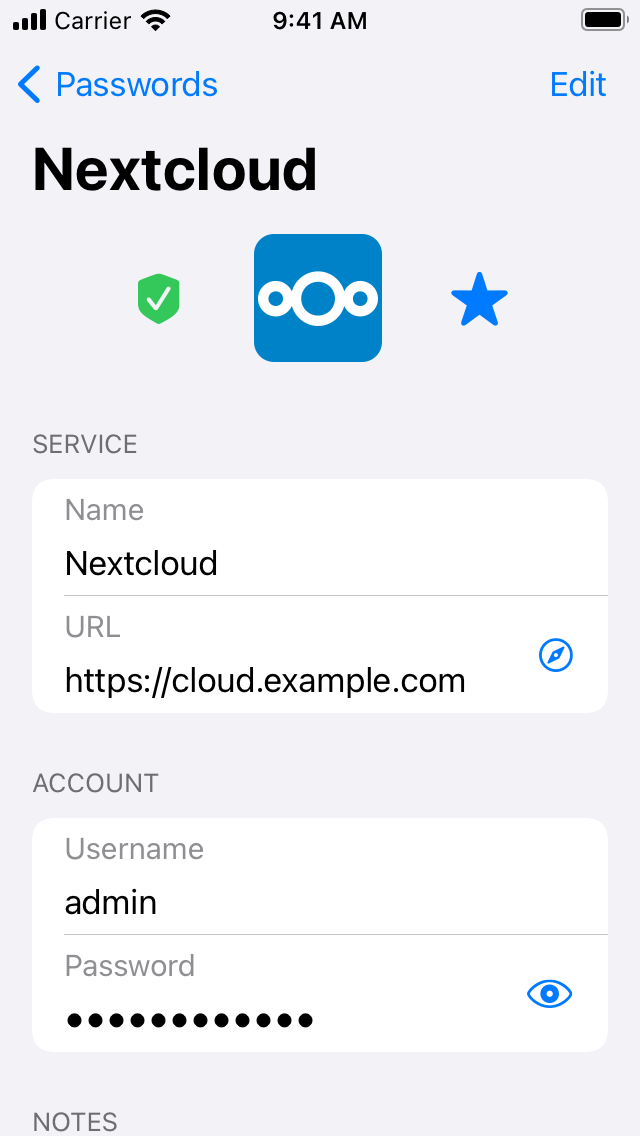 Carrier 9:41 AM
Passwords Edit
Nextcloud
SERVICE
Name
Nextcloud
URL
https://cloud.example.com
ACCOUNT
Username
admin
Password
●●●●●●●●●●●●
NOTES